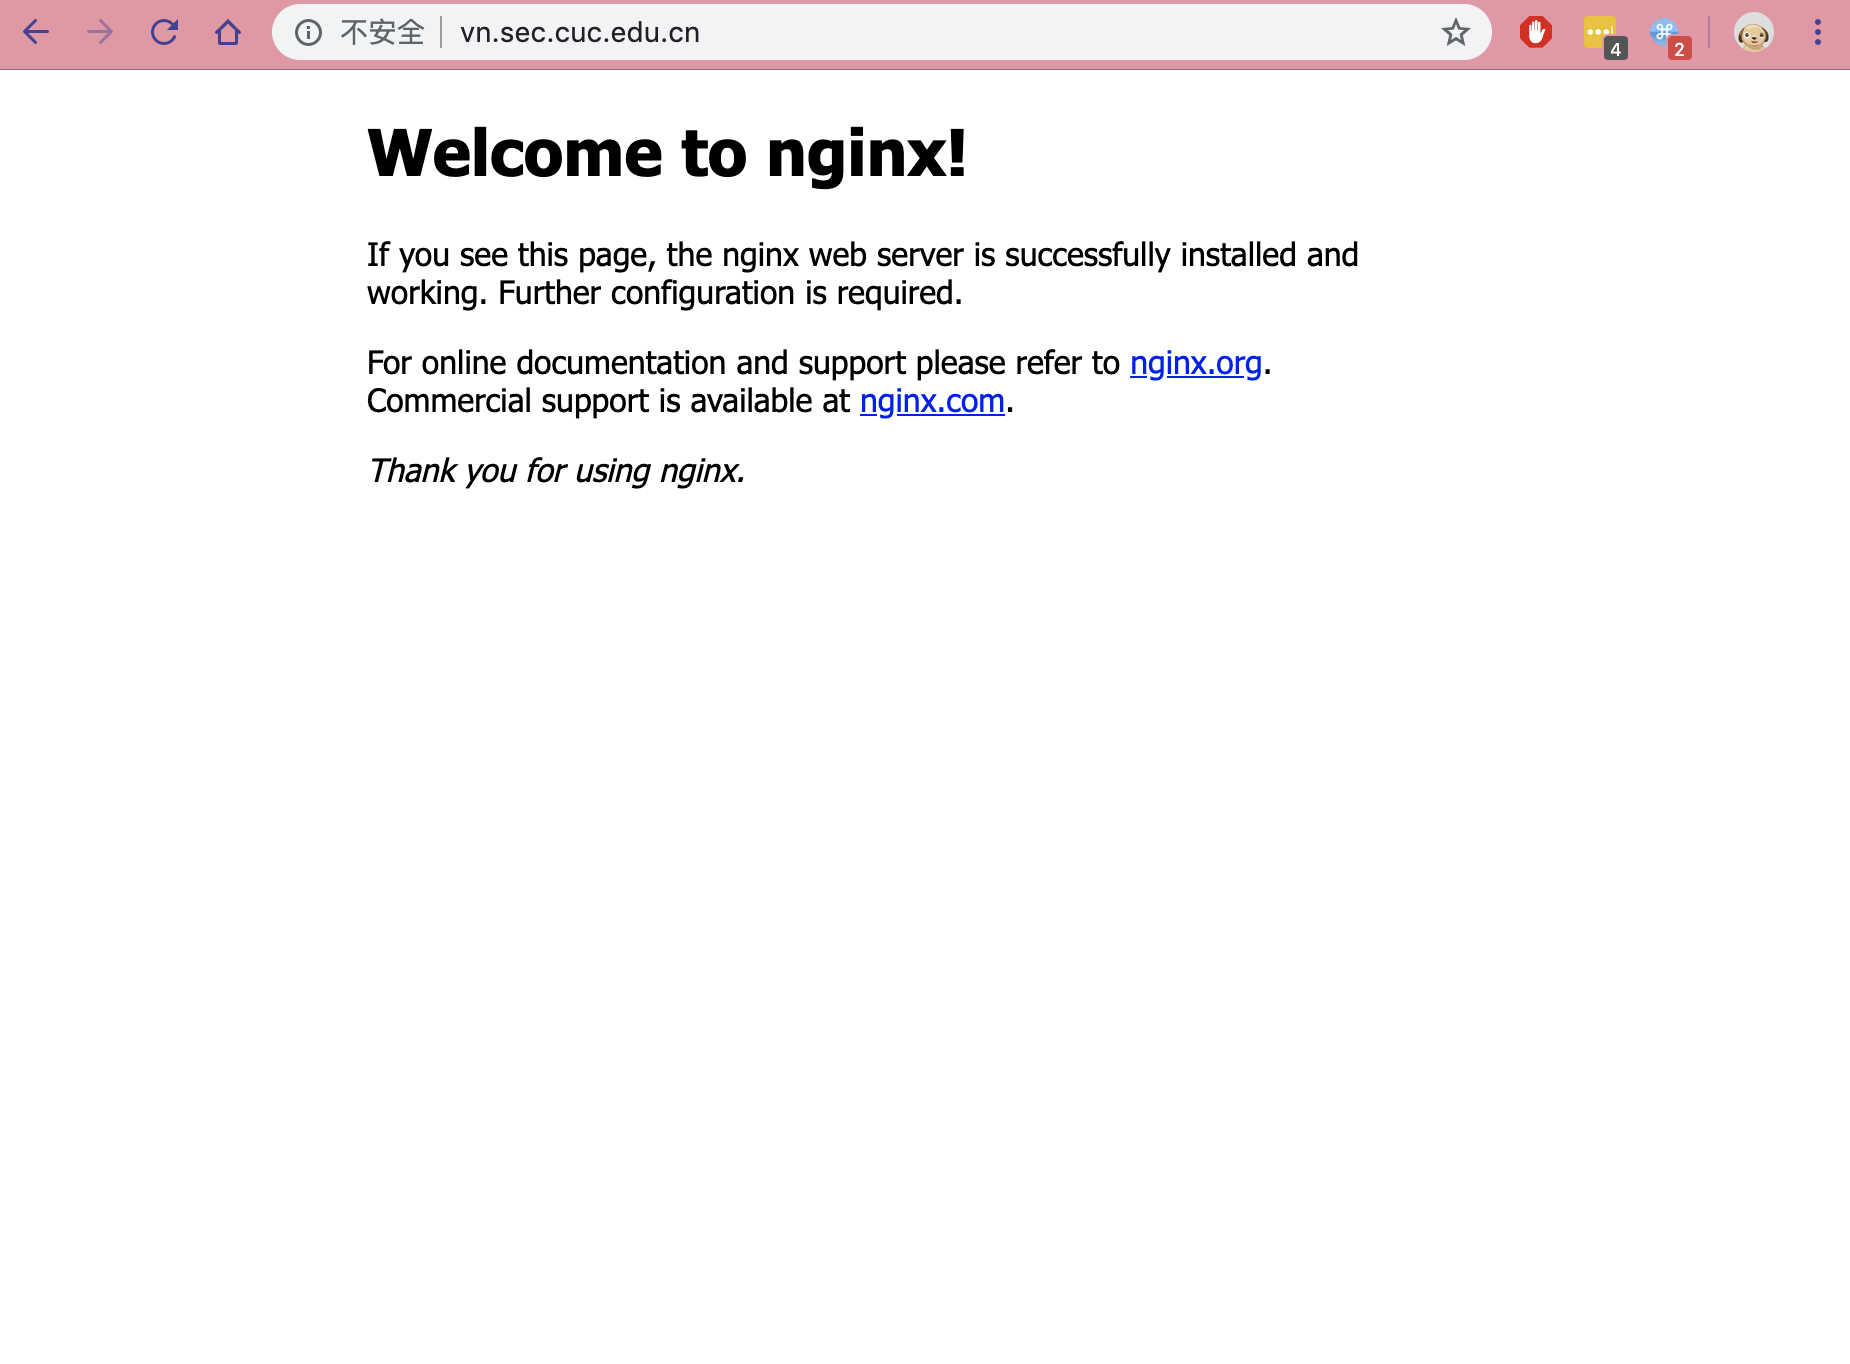 不安全 vn.sec.cuc.edu.cn
4
2
Welcome to nginx!
If you see this page, the nginx web server is successfully installed and
working. Further configuration is required.
For online documentation and support please refer to nginx.org.
Commercial support is available at nginx.com.
Thank you for using nginx.